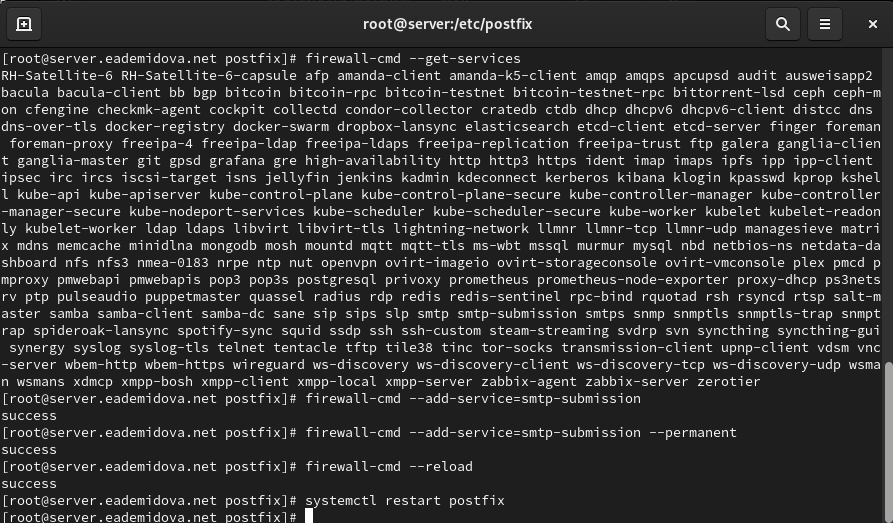 root@server:/etc/postfix
[root@server.eademidova.net postfix]# firewall-cmd --get-services
RH-Satellite-6 RH-Satellite-6-capsule afp amanda-client amanda-k5-client amqp amqps apcupsd audit ausweisapp2
bacula bacula-client bb bgp bitcoin bitcoin-rpc bitcoin-testnet bitcoin-testnet-rpc bittorrent-lsd ceph ceph-m
on cfengine checkmk-agent cockpit collectd condor-collector cratedb ctdb dhcp dhcpv6 dhcpv6-client distcc dns
dns-over-tls docker-registry docker-swarm dropbox-lansync elasticsearch etcd-client etcd-server finger foreman
 foreman-proxy freeipa-4 freeipa-ldap freeipa-ldaps freeipa-replication freeipa-trust ftp galera ganglia-clien
t ganglia-master git gpsd grafana gre high-availability http http3 https ident imap imaps ipfs ipp ipp-client
ipsec irc ircs iscsi-target isns jellyfin jenkins kadmin kdeconnect kerberos kibana klogin kpasswd kprop kshel
l kube-api kube-apiserver kube-control-plane kube-control-plane-secure kube-controller-manager kube-controller
-manager-secure kube-nodeport-services kube-scheduler kube-scheduler-secure kube-worker kubelet kubelet-readon
ly kubelet-worker ldap ldaps libvirt libvirt-tls lightning-network llmnr llmnr-tcp llmnr-udp managesieve matri
x mdns memcache minidlna mongodb mosh mountd mqtt mqtt-tls ms-wbt mssql murmur mysql nbd netbios-ns netdata-da
shboard nfs nfs3 nmea-0183 nrpe ntp nut openvpn ovirt-imageio ovirt-storageconsole ovirt-vmconsole plex pmcd p
mproxy pmwebapi pmwebapis pop3 pop3s postgresql privoxy prometheus prometheus-node-exporter proxy-dhcp ps3nets
rv ptp pulseaudio puppetmaster quassel radius rdp redis redis-sentinel rpc-bind rquotad rsh rsyncd rtsp salt-m
aster samba samba-client samba-dc sane sip sips slp smtp smtp-submission smtps snmp snmptls snmptls-trap snmpt
rap spideroak-lansync spotify-sync squid ssdp ssh ssh-custom steam-streaming svdrp svn syncthing syncthing-gui
 synergy syslog syslog-tls telnet tentacle tftp tile38 tinc tor-socks transmission-client upnp-client vdsm vnc
-server wbem-http wbem-https wireguard ws-discovery ws-discovery-client ws-discovery-tcp ws-discovery-udp wsma
n wsmans xdmcp xmpp-bosh xmpp-client xmpp-local xmpp-server zabbix-agent zabbix-server zerotier
[root@server.eademidova.net postfix]# firewall-cmd --add-service=smtp-submission
success
[root@server.eademidova.net postfix]# firewall-cmd --add-service=smtp-submission --permanent
success
[root@server.eademidova.net postfix]# firewall-cmd --reload
success
[root@server.eademidova.net postfix]# systemctl restart postfix
[root@server.eademidova.net postfix]#